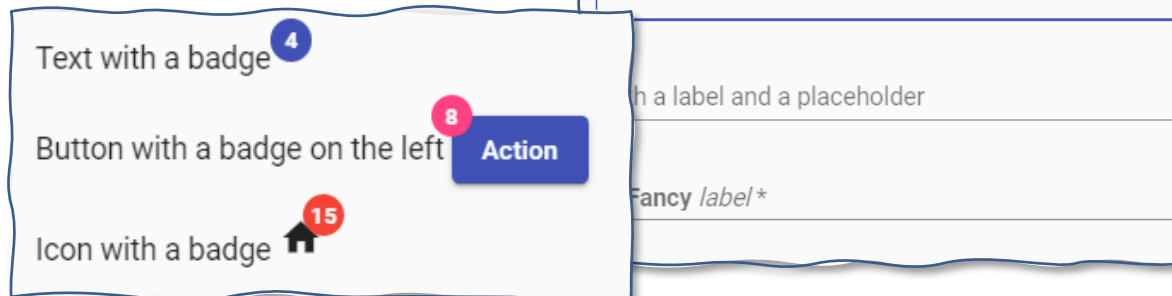 Text with a badge 4
8
Button with a badge on the left Action
15
Icon with a badge
a label and a placeholder
Fancy label *